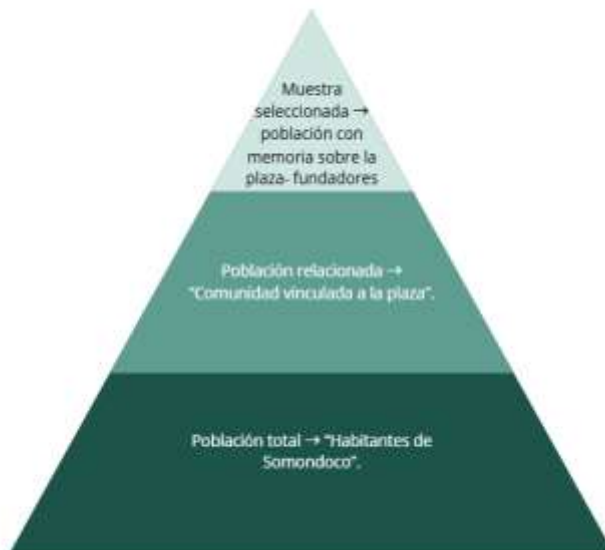 Muestra
seleccionada →
población con
memoria sobre la
plaza- fundadores
Población relacionada →
"Comunidad vinculada a la plaza".
Población total → "Habitantes de
Somondoco".